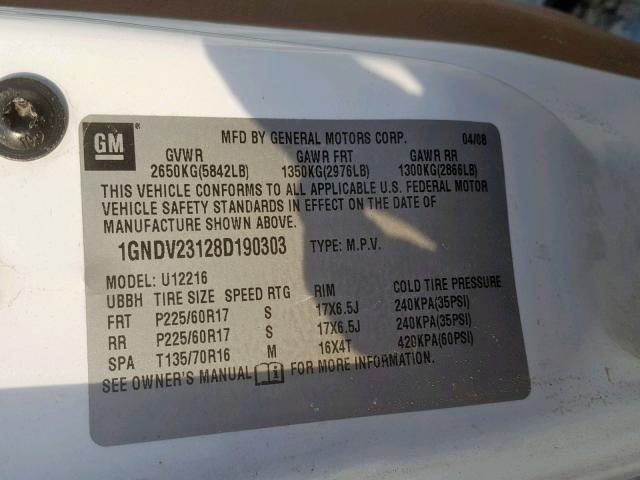 GM
MFD BY GENERAL MOTORS CORP. 04/08
GVWR GAWR FRT GAWR RR
2650KG(5842LB) 1350KG(2976LB) 1300KG(2866LB)
THIS VEHICLE CONFORMS TO ALL APPLICABLE U.S. FEDERAL MOTOR
VEHICLE SAFETY STANDARDS IN EFFECT ON THE DATE OF
MANUFACTURE SHOWN ABOVE.
1GNDV23128D190303 TYPE: M.P.V.
MODEL: U12216
UBBH TIRE SIZE SPEED RTG RIM COLD TIRE PRESSURE
FRT P225/60R17 S 17X6.5J 240KPA(35PSI)
RR P225/60R17 S 17X6.5J 240KPA(35PSI)
SPA T135/70R16 M 16X4T 420KPA(60PSI)
SEE OWNER'S MANUAL FOR MORE INFORMATION.